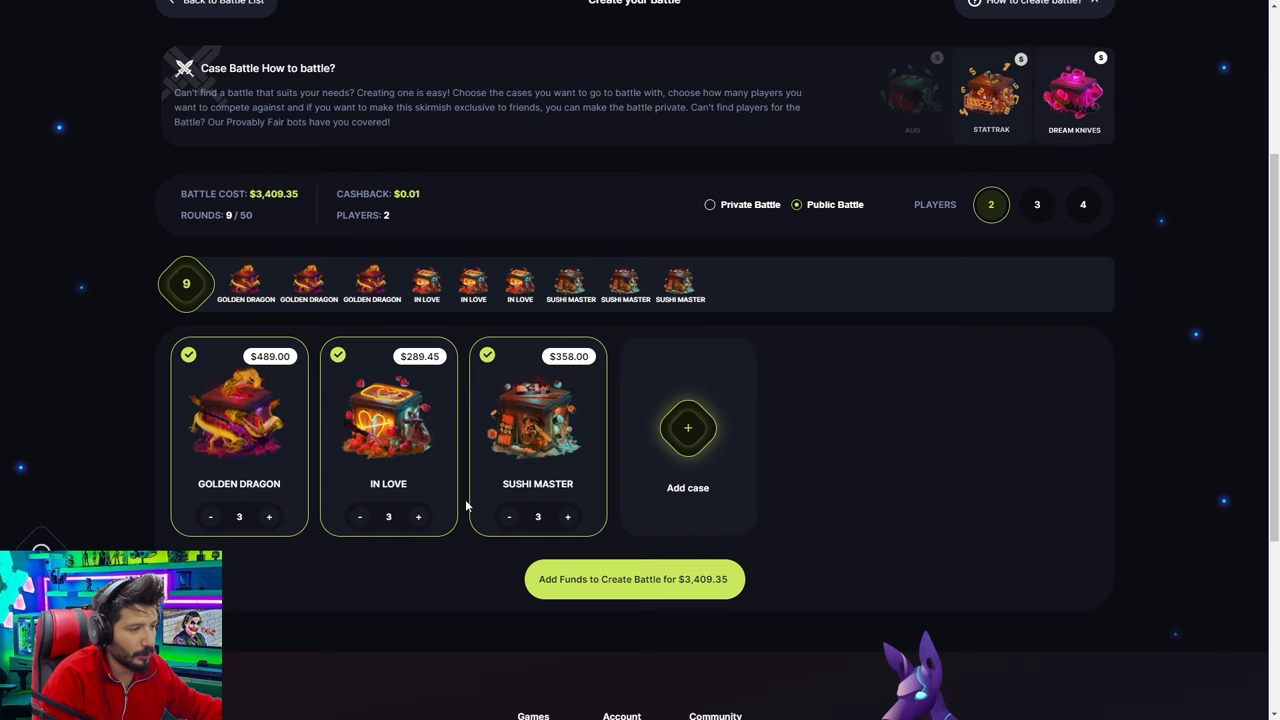 Back to Battle List
Create your Battle
How to create battle?
Case Battle How to battle?
Can't find a battle that suits your needs? Creating one is easy! Choose the cases you want to go to battle with, choose how many players you
want to compete against and if you want to make this skirmish exclusive to friends, you can make the battle private. Can't find players for the
Battle? Our Provably Fair bots have you covered!
$ $ $
AUG STATTRAK DREAM KNIVES
BATTLE COST: $3,409.35 CASHBACK: $0.01
ROUNDS: 9 / 50 PLAYERS: 2
Private Battle Public Battle PLAYERS 2 3 4
9
GOLDEN DRAGON GOLDEN DRAGON GOLDEN DRAGON IN LOVE IN LOVE IN LOVE SUSHI MASTER SUSHI MASTER SUSHI MASTER
$489.00 $289.45 $358.00
+
GOLDEN DRAGON IN LOVE SUSHI MASTER Add case
- 3 + - 3 + - 3 +
Add Funds to Create Battle for $3,409.35
Games Account Community